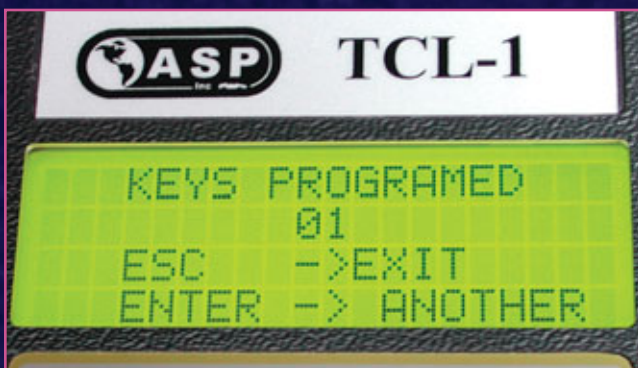 ASP TCL-1
Inc
KEYS PROGRAMED
01
ESC ->EXIT
ENTER -> ANOTHER